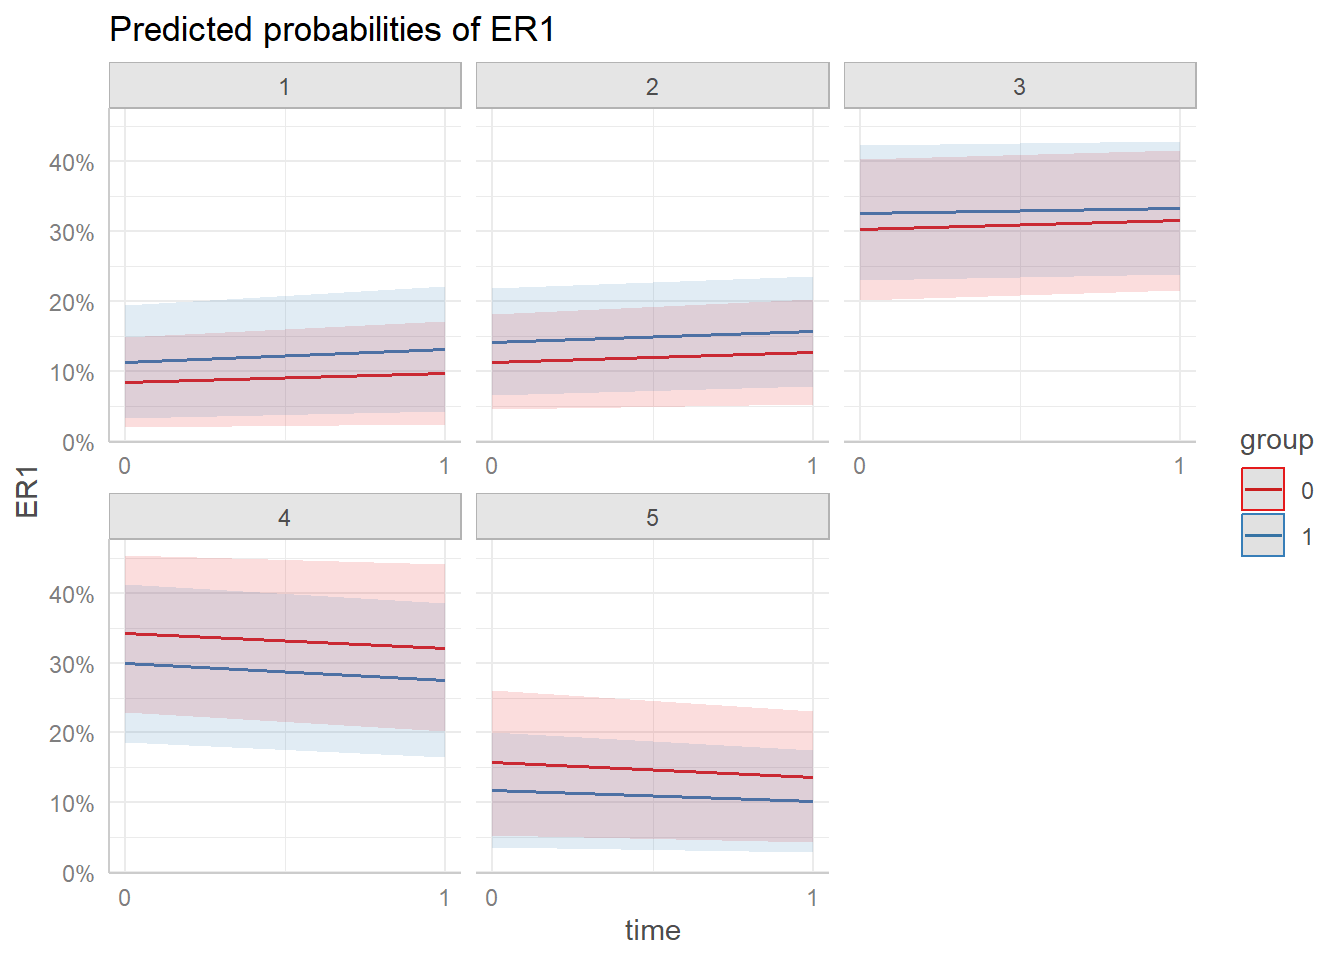 Predicted probabilities of ER1
1 2 3
40%
30%
20%
10%
0%
0 1 0 1 0 1
4 5
40%
30%
20%
10%
0%
0 1 0 1
time
ER1
group
0
1